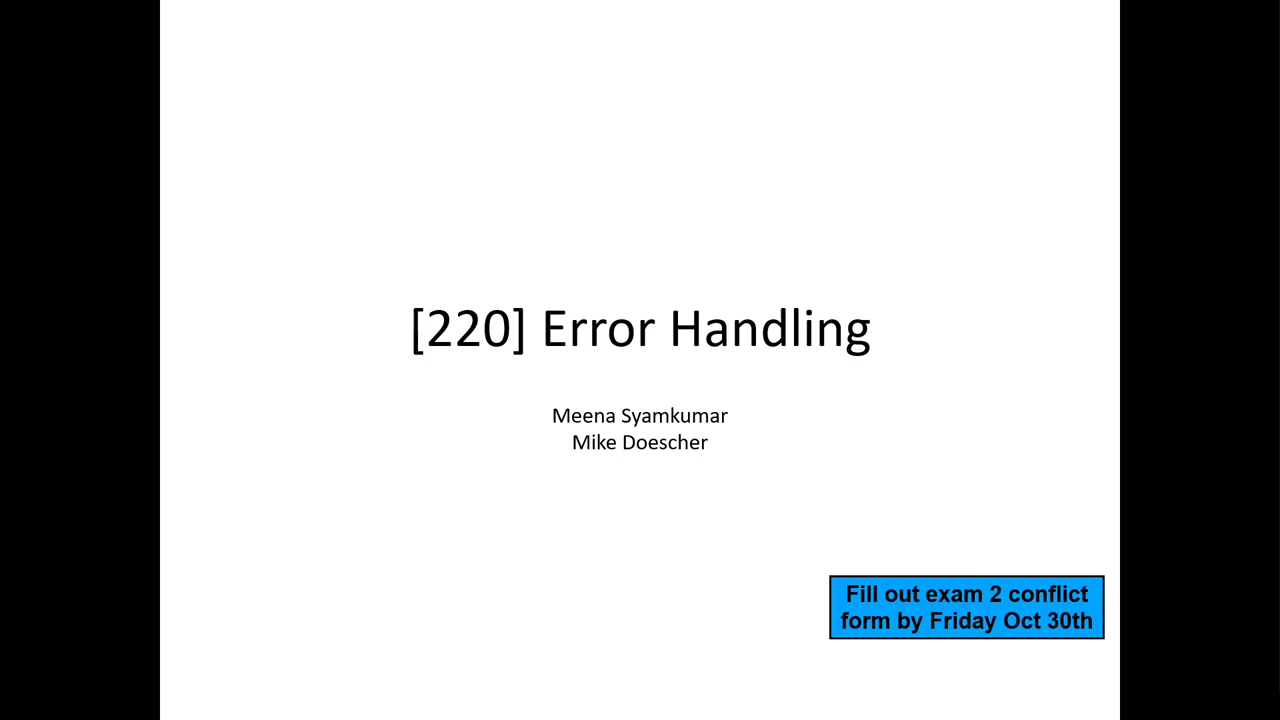 [220] Error Handling
Meena Syamkumar
Mike Doescher
Fill out exam 2 conflict
form by Friday Oct 30th